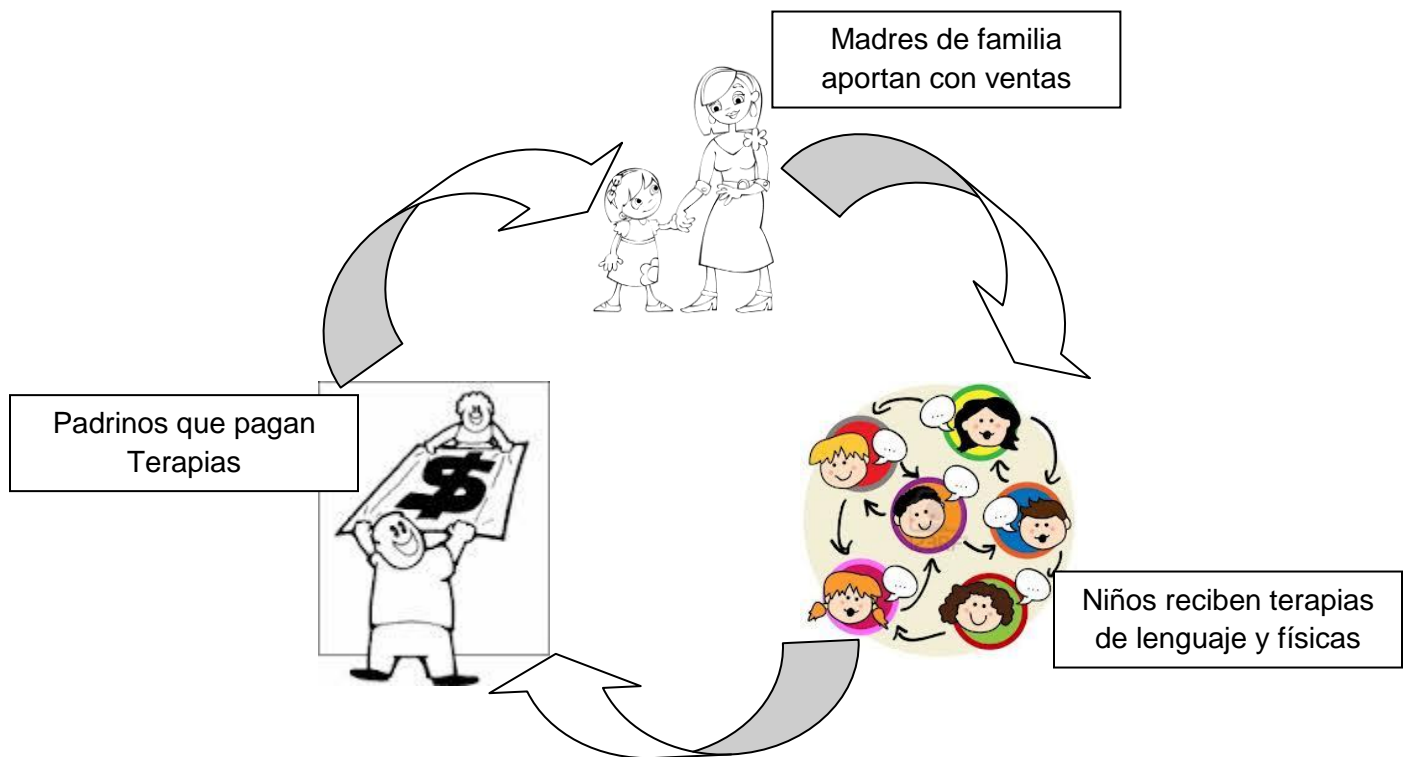 Madres de familia
aportan con ventas
Padrinos que pagan
Terapias
$
...
...
...
...
...
...
Niños reciben terapias
de lenguaje y físicas